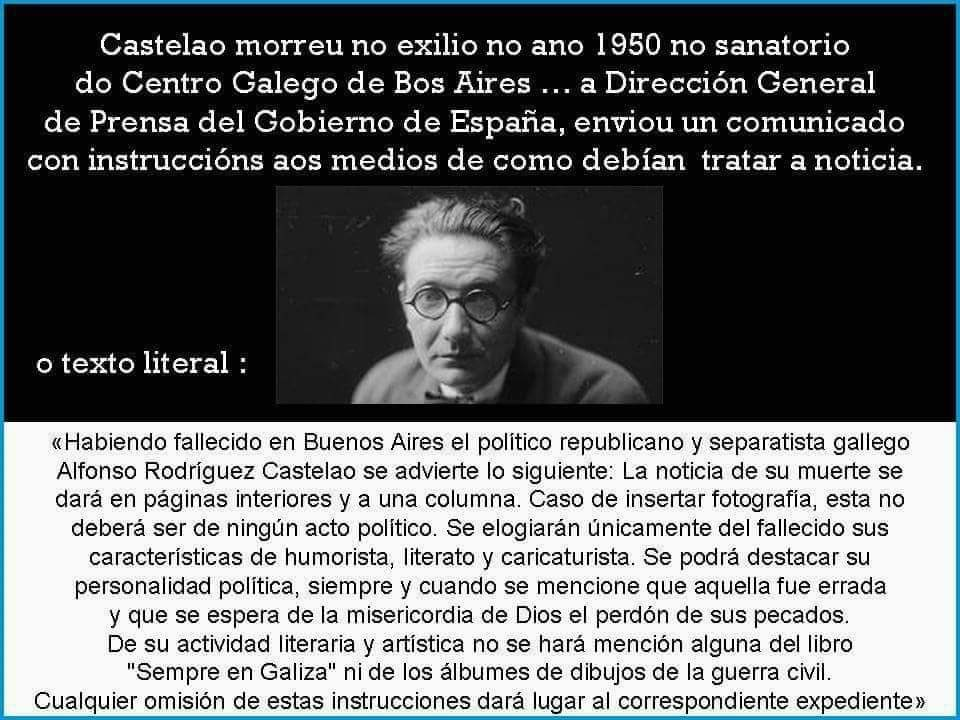 Castelao morreu no exilio no ano 1950 no sanatorio
do Centro Galego de Bos Aires ... a Dirección General
de Prensa del Gobierno de España, enviou un comunicado
con instruccións aos medios de como debían tratar a noticia.
o texto literal :
«Habiendo fallecido en Buenos Aires el político republicano y separatista gallego
Alfonso Rodríguez Castelao se advierte lo siguiente: La noticia de su muerte se
dará en páginas interiores y a una columna. Caso de insertar fotografía, esta no
deberá ser de ningún acto político. Se elogiarán únicamente del fallecido sus
características de humorista, literato y caricaturista. Se podrá destacar su
personalidad política, siempre y cuando se mencione que aquella fue errada
y que se espera de la misericordia de Dios el perdón de sus pecados.
De su actividad literaria y artística no se hará mención alguna del libro
"Sempre en Galiza" ni de los álbumes de dibujos de la guerra civil.
Cualquier omisión de estas instrucciones dará lugar al correspondiente expediente»